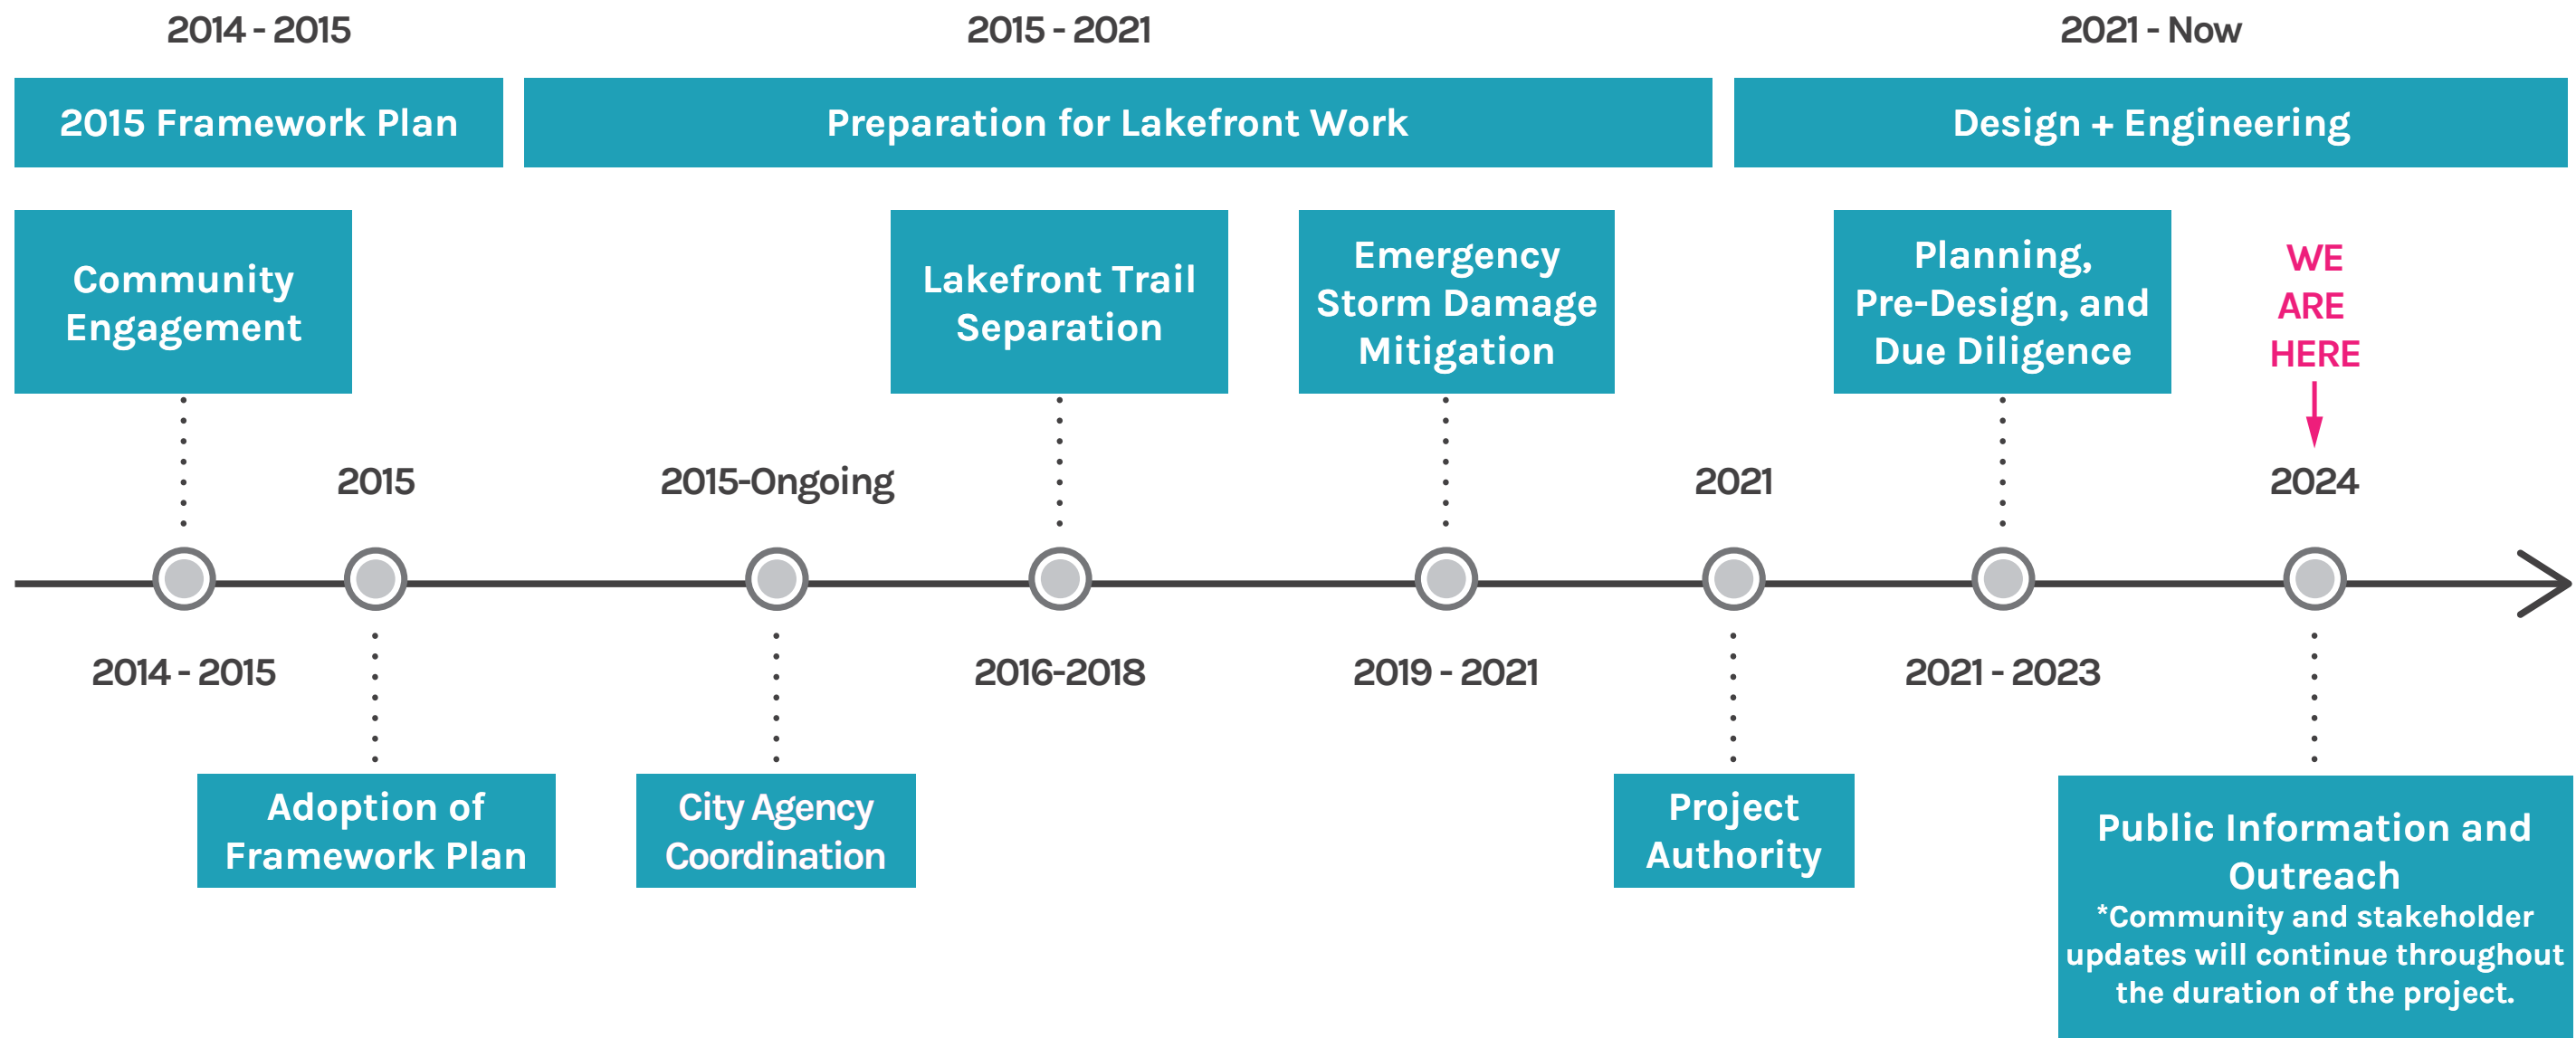 2014 - 2015
2015 - 2021
2021 - Now
2015 Framework Plan
Preparation for Lakefront Work
Design + Engineering
Community
Engagement
Lakefront Trail
Separation
Emergency
Storm Damage
Mitigation
Planning,
Pre-Design, and
Due Diligence
WE
ARE
HERE
2015
2015-Ongoing
2021
2024
2014 - 2015
2016-2018
2019 - 2021
2021 - 2023
Adoption of
Framework Plan
City Agency
Coordination
Project
Authority
Public Information and
Outreach
*Community and stakeholder
updates will continue throughout
the duration of the project.